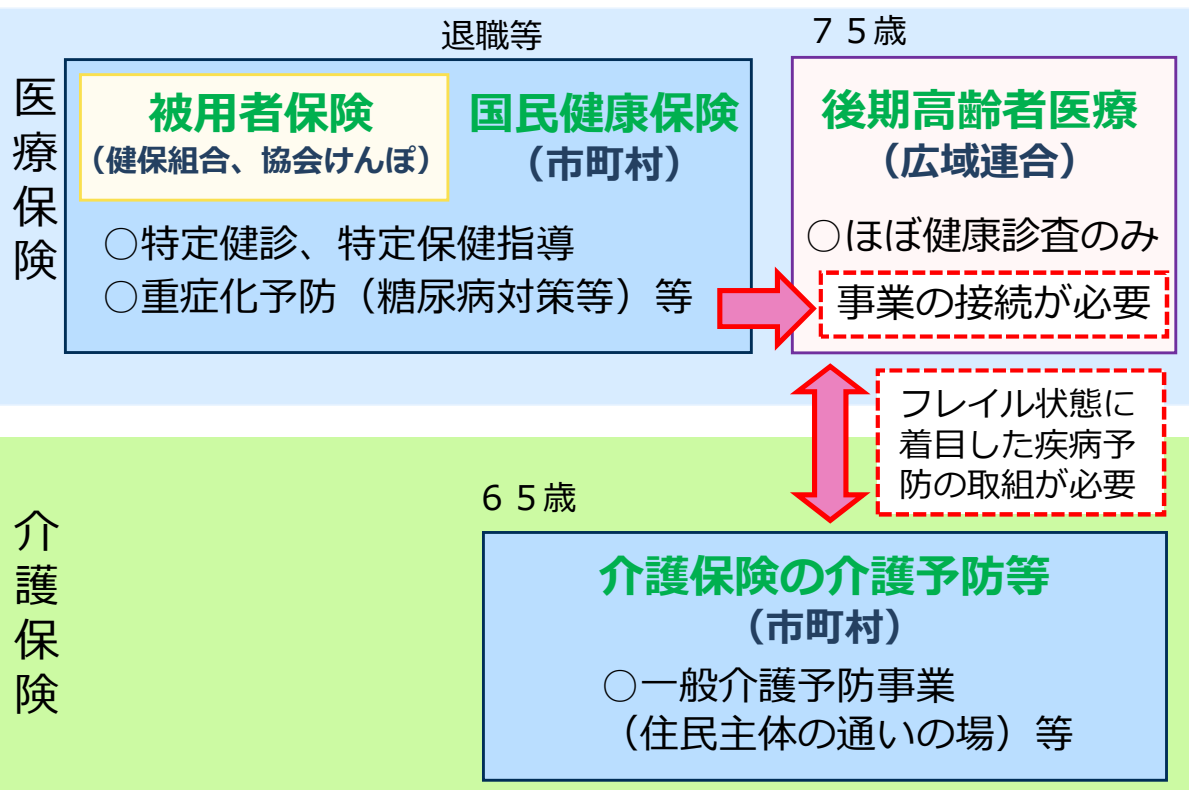 医療保険
退職等
７５歳
被用者保険
（健保組合、協会けんぽ）
国民健康保険
（市町村）
○特定健診、特定保健指導
○重症化予防（糖尿病対策等）等
後期高齢者医療
（広域連合）
○ほぼ健康診査のみ
事業の接続が必要
フレイル状態に
着目した疾病予
防の取組が必要
介護保険
６５歳
介護保険の介護予防等
（市町村）
○一般介護予防事業
（住民主体の通いの場）等